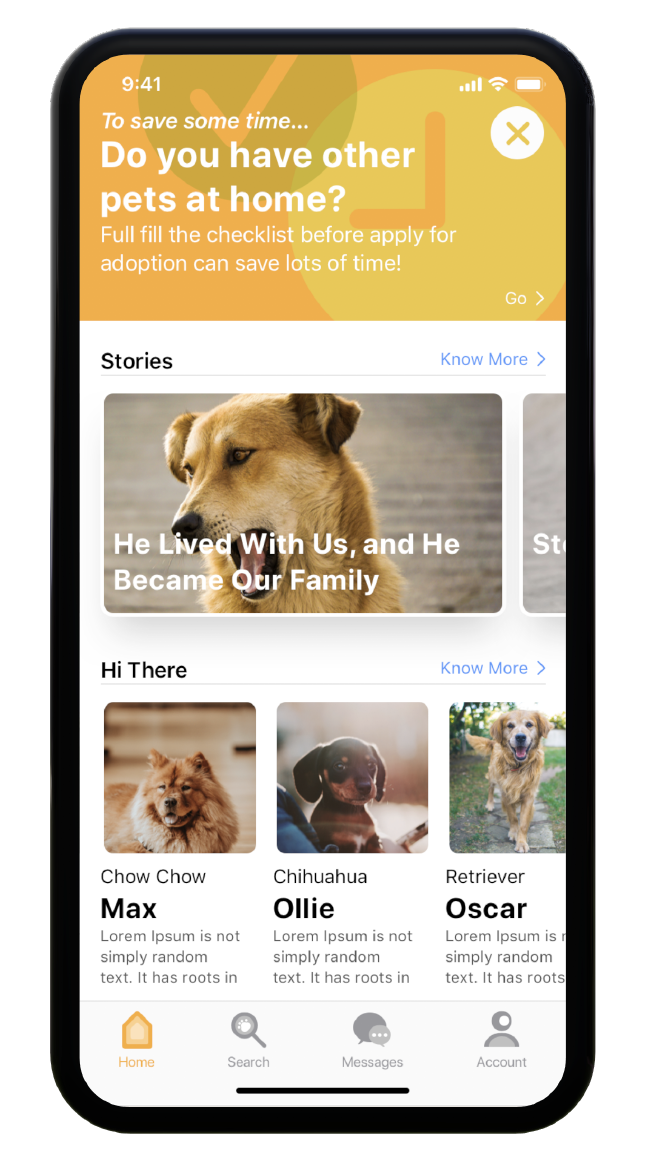 9:41
To save some time...
Do you have other
pets at home?
Full fill the checklist before apply for
adoption can save lots of time!
Go
Stories
Know More
He Lived With Us, and He
Became Our Family
Hi There
Know More
Chow Chow
Max
Lorem Ipsum is not
simply random
text. It has roots in
Chihuahua
Ollie
Lorem Ipsum is not
simply random
text. It has roots in
Retriever
Oscar
Lorem Ipsum is
simply random
text. It has roots
Home
Search
Messages
Account